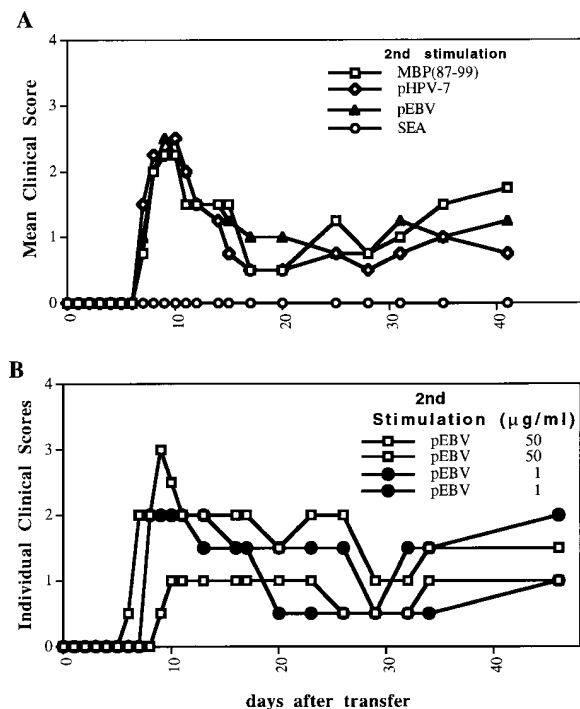 A
4
3
2
1
0
Mean Clinical Score
2nd stimulation
MBP(87-99)
pHPV-7
pEBV
SEA
0
10
20
30
40
B
4
3
2
1
0
Individual Clinical Scores
2nd
Stimulation (μg/ml)
pEBV 50
pEBV 50
pEBV 1
pEBV 1
0
10
20
30
40
days after transfer